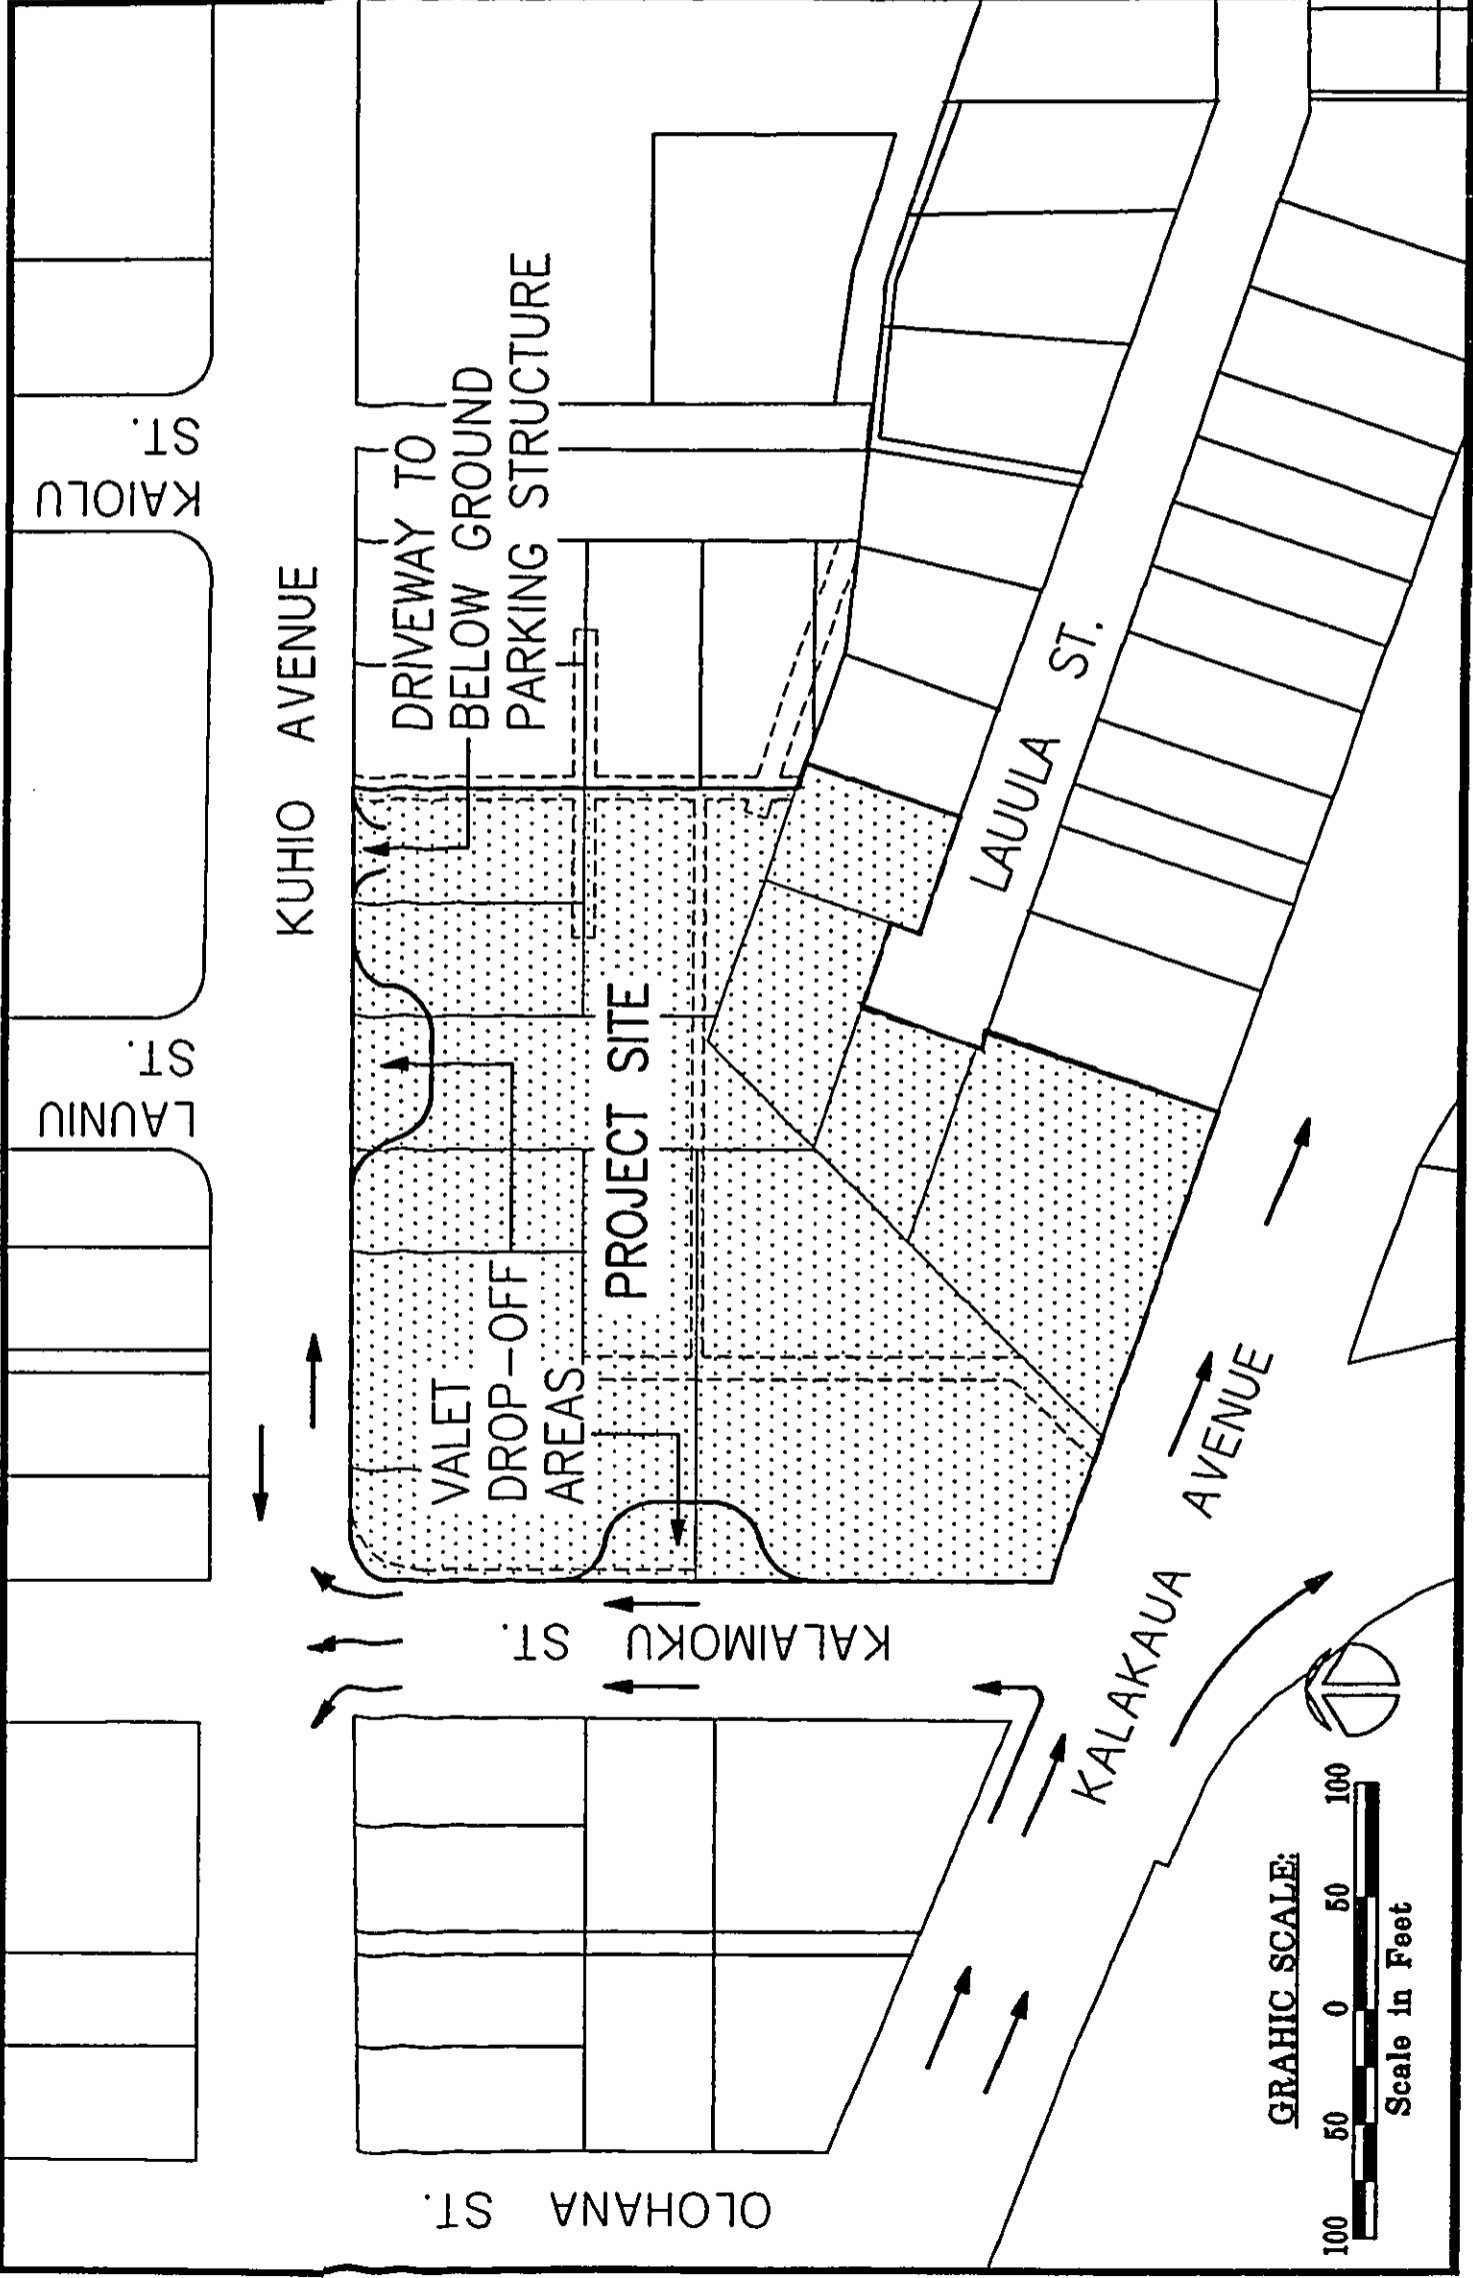 KAIOLU
ST.
LAUNIU
ST.
KUHIO AVENUE
DRIVEWAY TO
BELOW GROUND
PARKING STRUCTURE
VALET
DROP-OFF
AREAS
PROJECT SITE
LAUULA ST.
KALAIMOKU ST.
KALAKAUA AVENUE
OLOHANA ST.
GRAHIC SCALE:
100 50 0 50 100
Scale in Feet